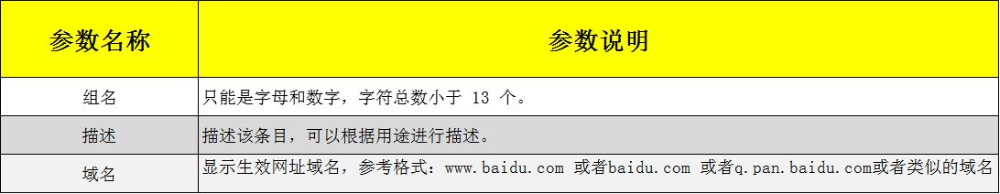 参数名称 参数说明
组名 只能是字母和数字，字符总数小于 13 个。
描述 描述该条目，可以根据用途进行描述。
域名 显示生效网址域名，参考格式：www.baidu.com 或者baidu.com 或者q.pan.baidu.com或者类似的域名